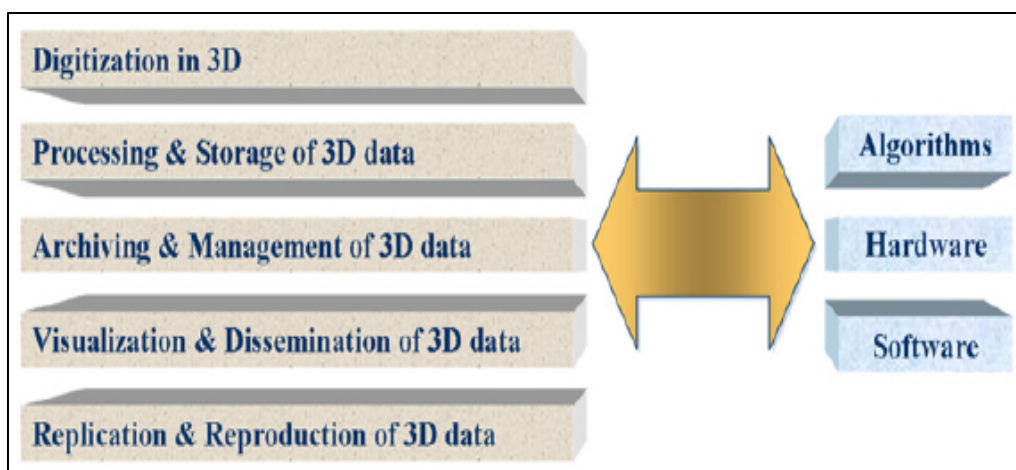 Digitization in 3D
Processing & Storage of 3D data
Archiving & Management of 3D data
Visualization & Dissemination of 3D data
Replication & Reproduction of 3D data
Algorithms
Hardware
Software